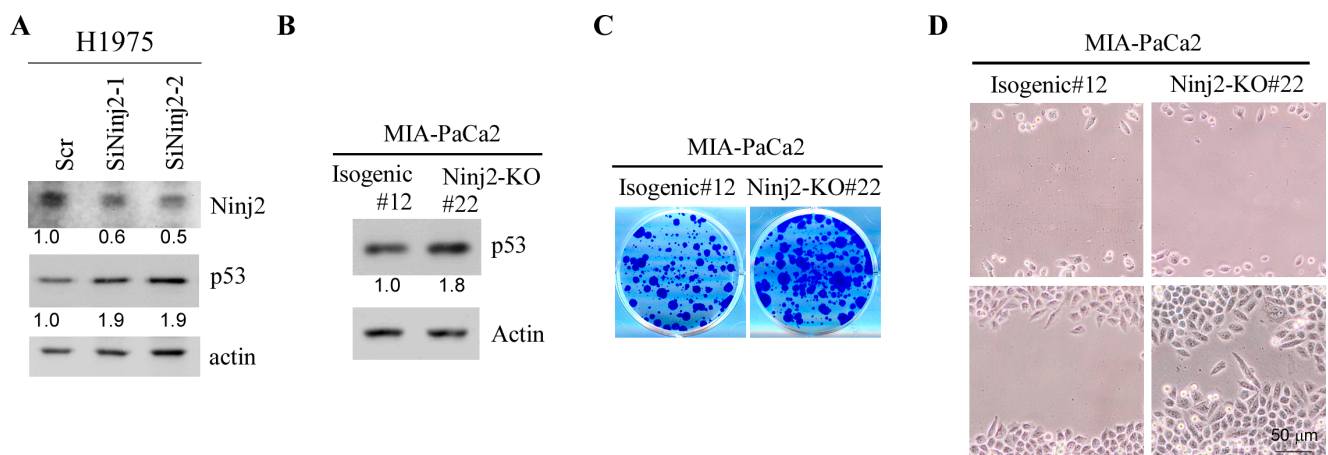 A
H1975
Scr
SiNinj2-1
SiNinj2-2
Ninj2
1.0 0.6 0.5
p53
1.0 1.9 1.9
actin
B
MIA-PaCa2
Isogenic Ninj2-KO
#12 #22
p53
1.0 1.8
Actin
C
MIA-PaCa2
Isogenic#12 Ninj2-KO#22
D
MIA-PaCa2
Isogenic#12 Ninj2-KO#22
50 μm